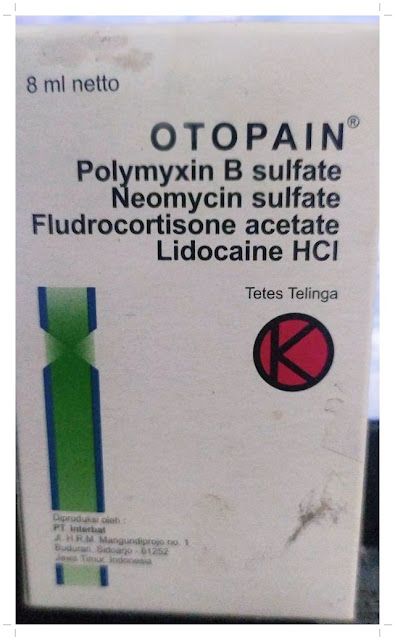 8 ml netto
OTOPAIN®
Polymyxin B sulfate
Neomycin sulfate
Fludrocortisone acetate
Lidocaine HCl
Tetes Telinga
K
Diproduksi oleh :
PT. Interbat
Jl. H.R.M. Mangundiprojo no. 1
Buduran, Sidoarjo - 61252
Jawa Timur, Indonesia